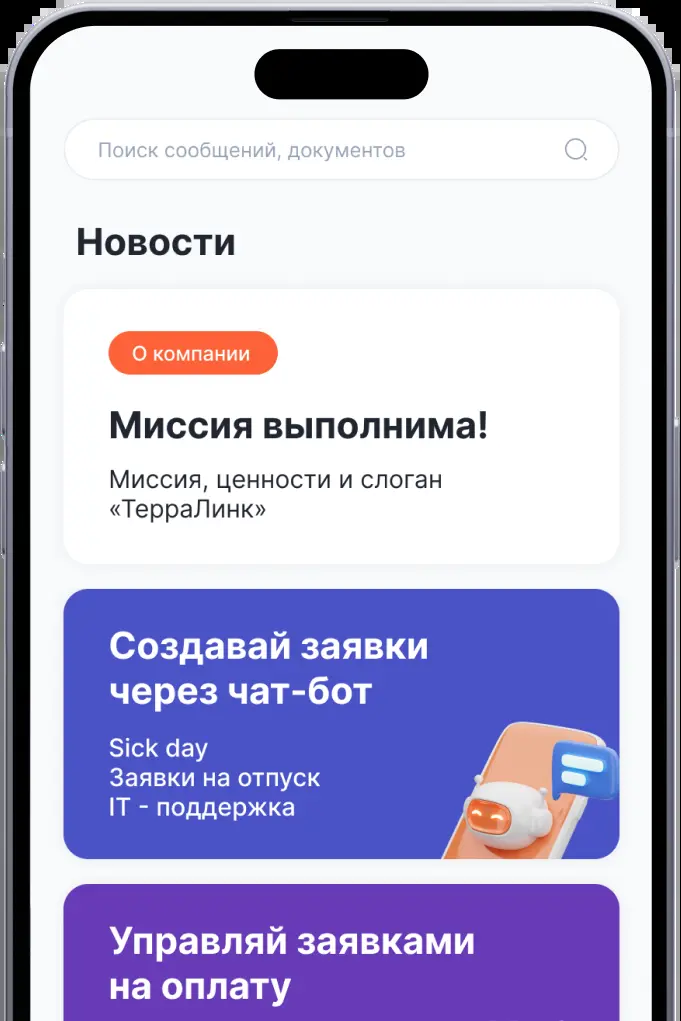 Поиск сообщений, документов
Новости
О компании
Миссия выполнима!
Миссия, ценности и слоган
«ТерраЛинк»
Создавай заявки
через чат-бот
Sick day
Заявки на отпуск
IT - поддержка
Управляй заявками
на оплату